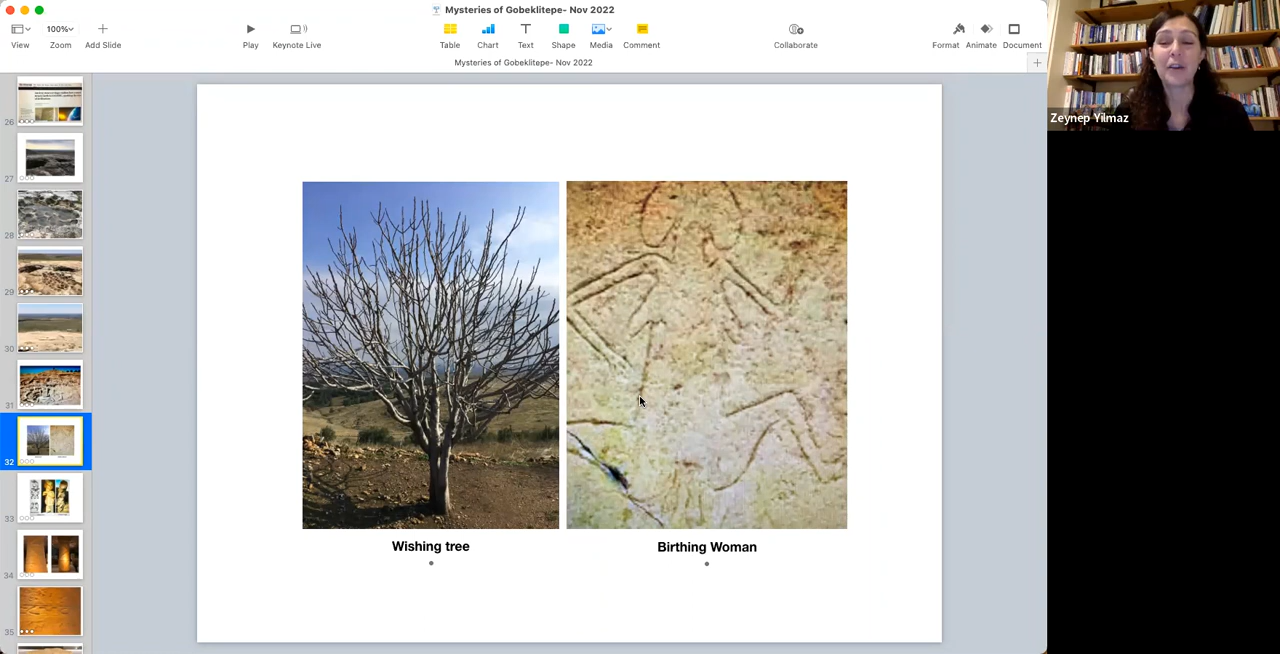 Mysteries of Gobeklitepe- Nov 2022
100%
View
Zoom
Add Slide
Play
Keynote Live
Table
Chart
Text
Shape
Media
Comment
Collaborate
Format
Animate
Document
Mysteries of Gobeklitepe- Nov 2022
Zeynep Yilmaz
26
27
28
29
30
31
32
33
34
35
Wishing tree
Birthing Woman